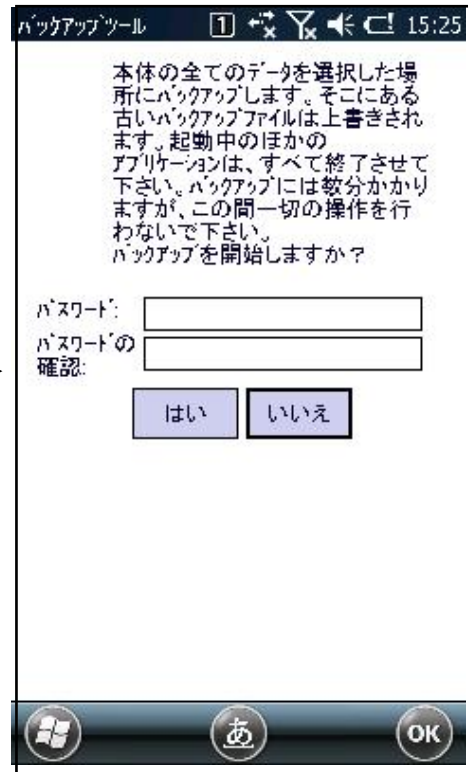 ﾊﾞｯｸｱｯﾌﾟﾂｰﾙ 1 15:25
本体の全てのﾃﾞｰﾀを選択した場
所にﾊﾞｯｸｱｯﾌﾟします。そこにある
古いﾊﾞｯｸｱｯﾌﾟﾌｧｲﾙは上書きされ
ます。起動中のほかの
ｱﾌﾟﾘｹｰｼｮﾝは、すべて終了させて
下さい。ﾊﾞｯｸｱｯﾌﾟには数分かかり
ますが、この間一切の操作を行
わないで下さい。
ﾊﾞｯｸｱｯﾌﾟを開始しますか？
ﾊﾟｽﾜｰﾄﾞ:
ﾊﾟｽﾜｰﾄﾞの
確認:
はい いいえ
あ OK